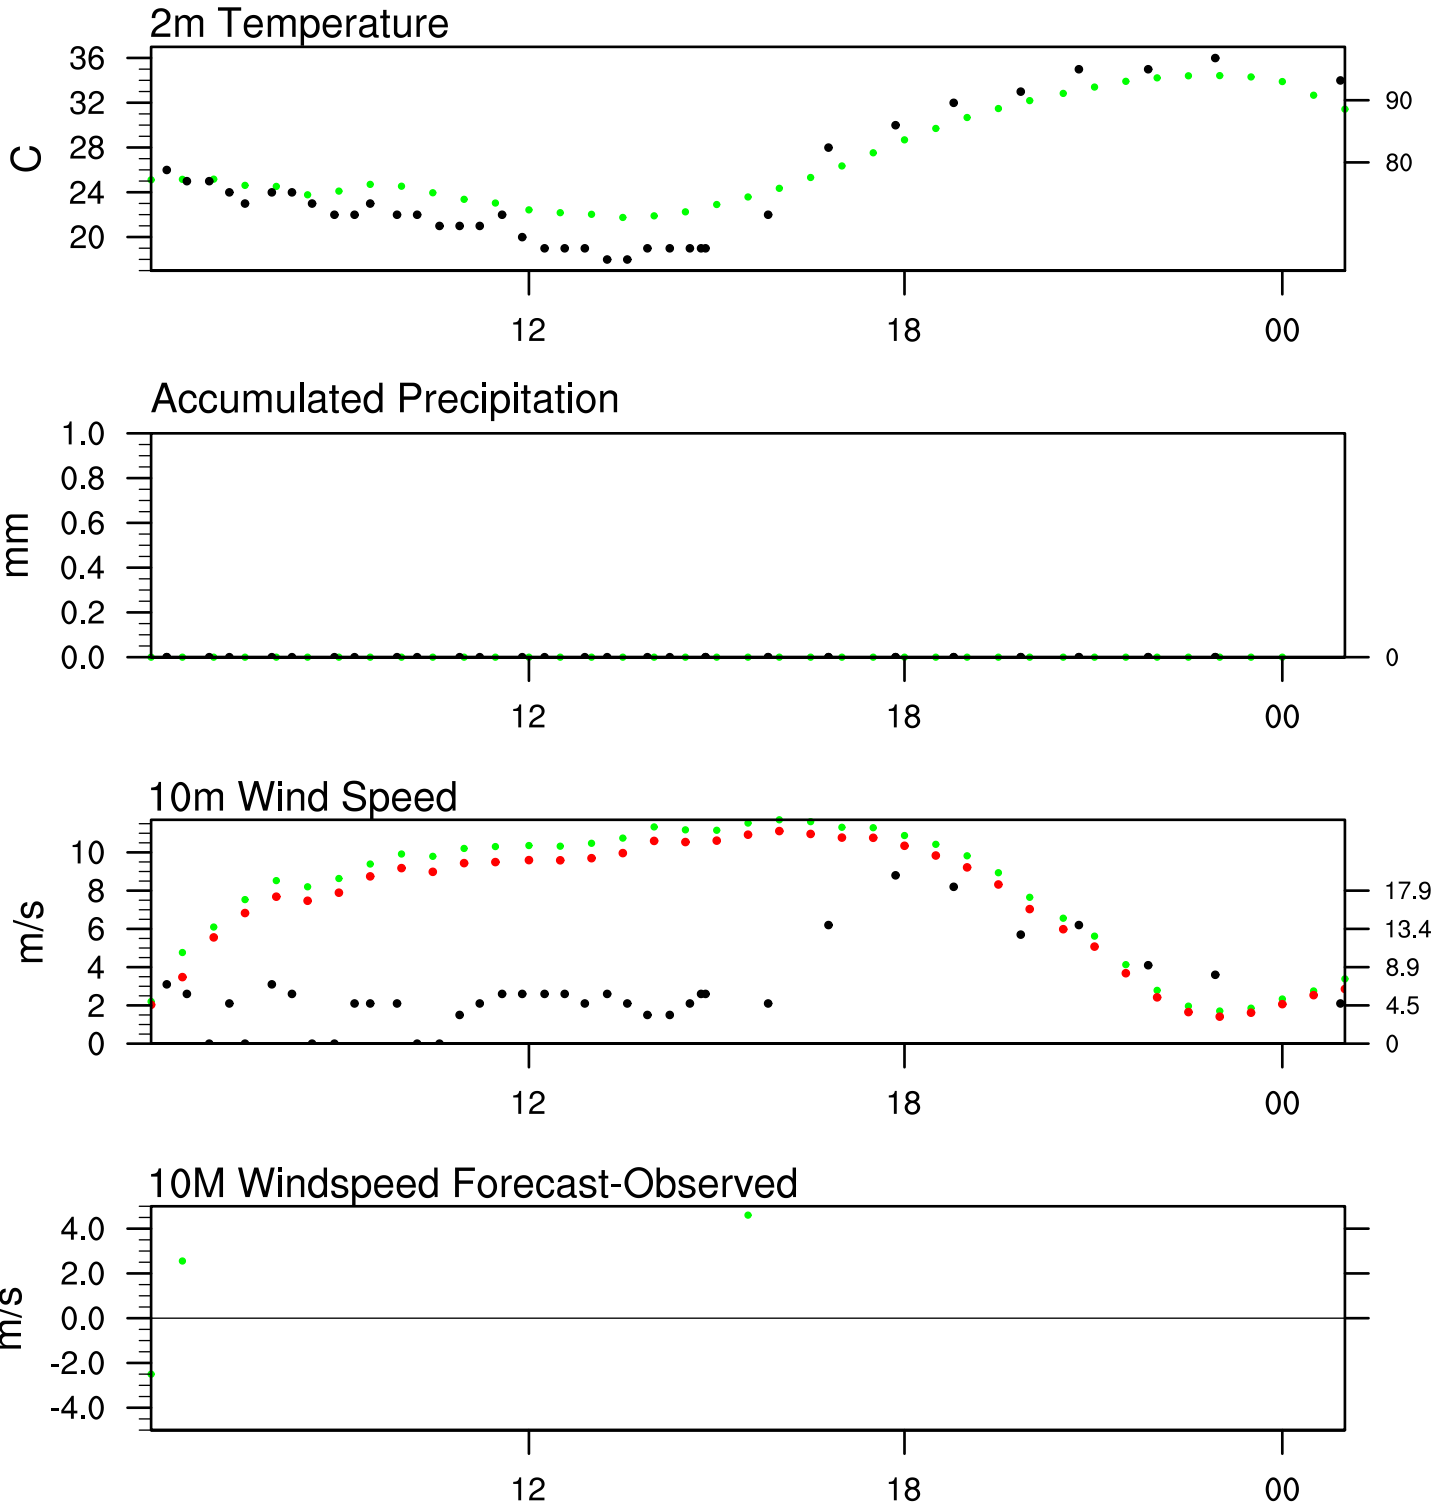 2m Temperature
36
32
28
24
20
C
90
80
12 18 00
Accumulated Precipitation
1.0
0.8
0.6
0.4
0.2
0.0
mm
0
12 18 00
10m Wind Speed
10
8
6
4
2
0
m/s
17.9
13.4
8.9
4.5
0
12 18 00
10M Windspeed Forecast-Observed
4.0
2.0
0.0
-2.0
-4.0
m/s
12 18 00